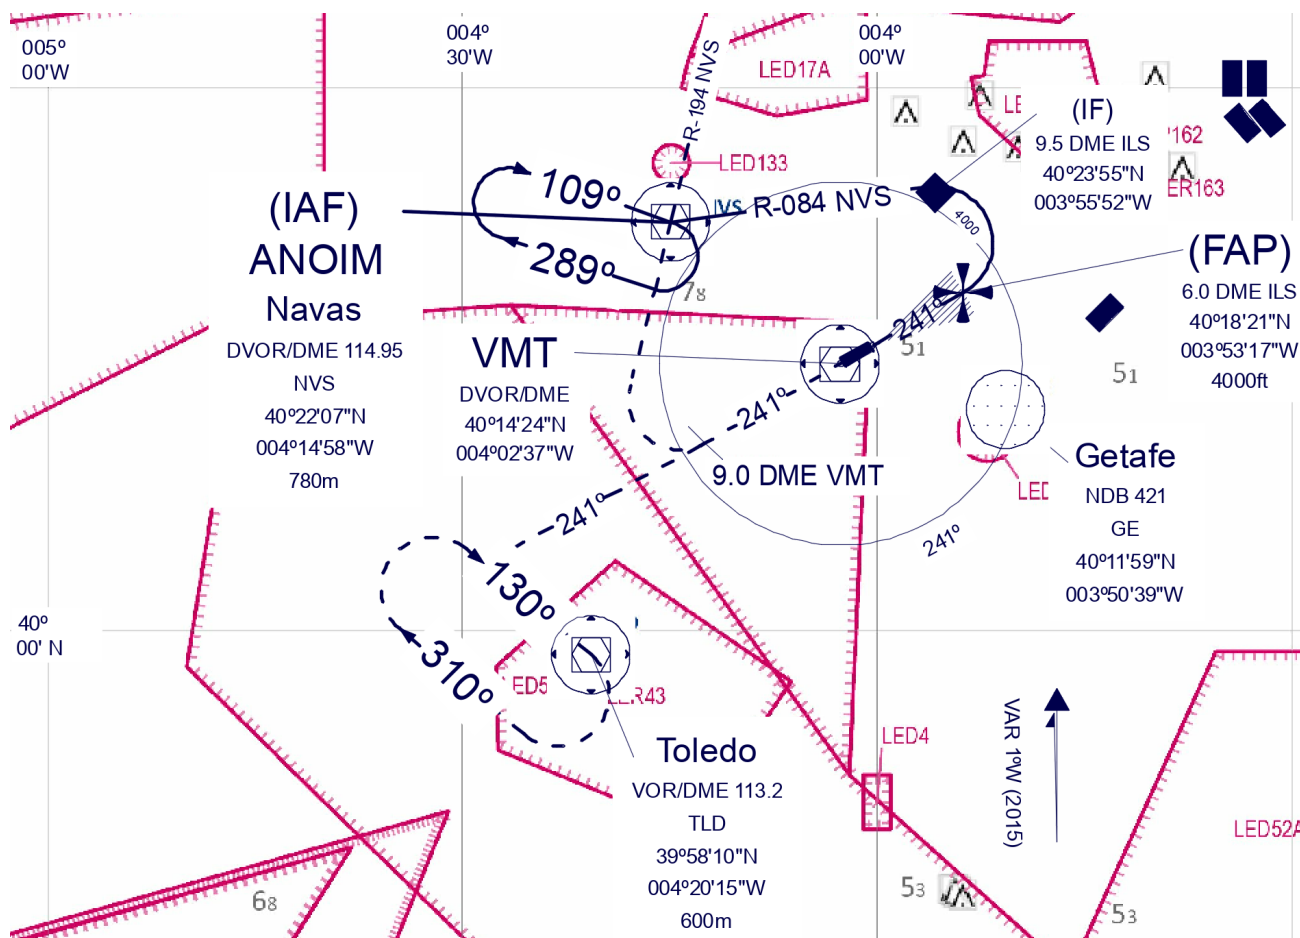 005º
00'W
004º
30'W
004º
00'W
LED17A
R-194 NVS
LED133
(IF)
9.5 DME ILS
40º23'55"N
003º55'52"W
(IAF)
ANOIM
Navas
DVOR/DME 114.95
NVS
40º22'07"N
004º14'58"W
780m
109º
289º
R-084 NVS
4000
(FAP)
6.0 DME ILS
40º18'21"N
003º53'17"W
4000ft
78
241º
51
51
VMT
DVOR/DME
40º14'24"N
004º02'37"W
241º
9.0 DME VMT
241º
241º
Getafe
NDB 421
GE
40º11'59"N
003º50'39"W
130º
310º
40º
00' N
Toledo
VOR/DME 113.2
TLD
39º58'10"N
004º20'15"W
600m
LED4
VAR 1ºW (2015)
LED52A
68
53
53